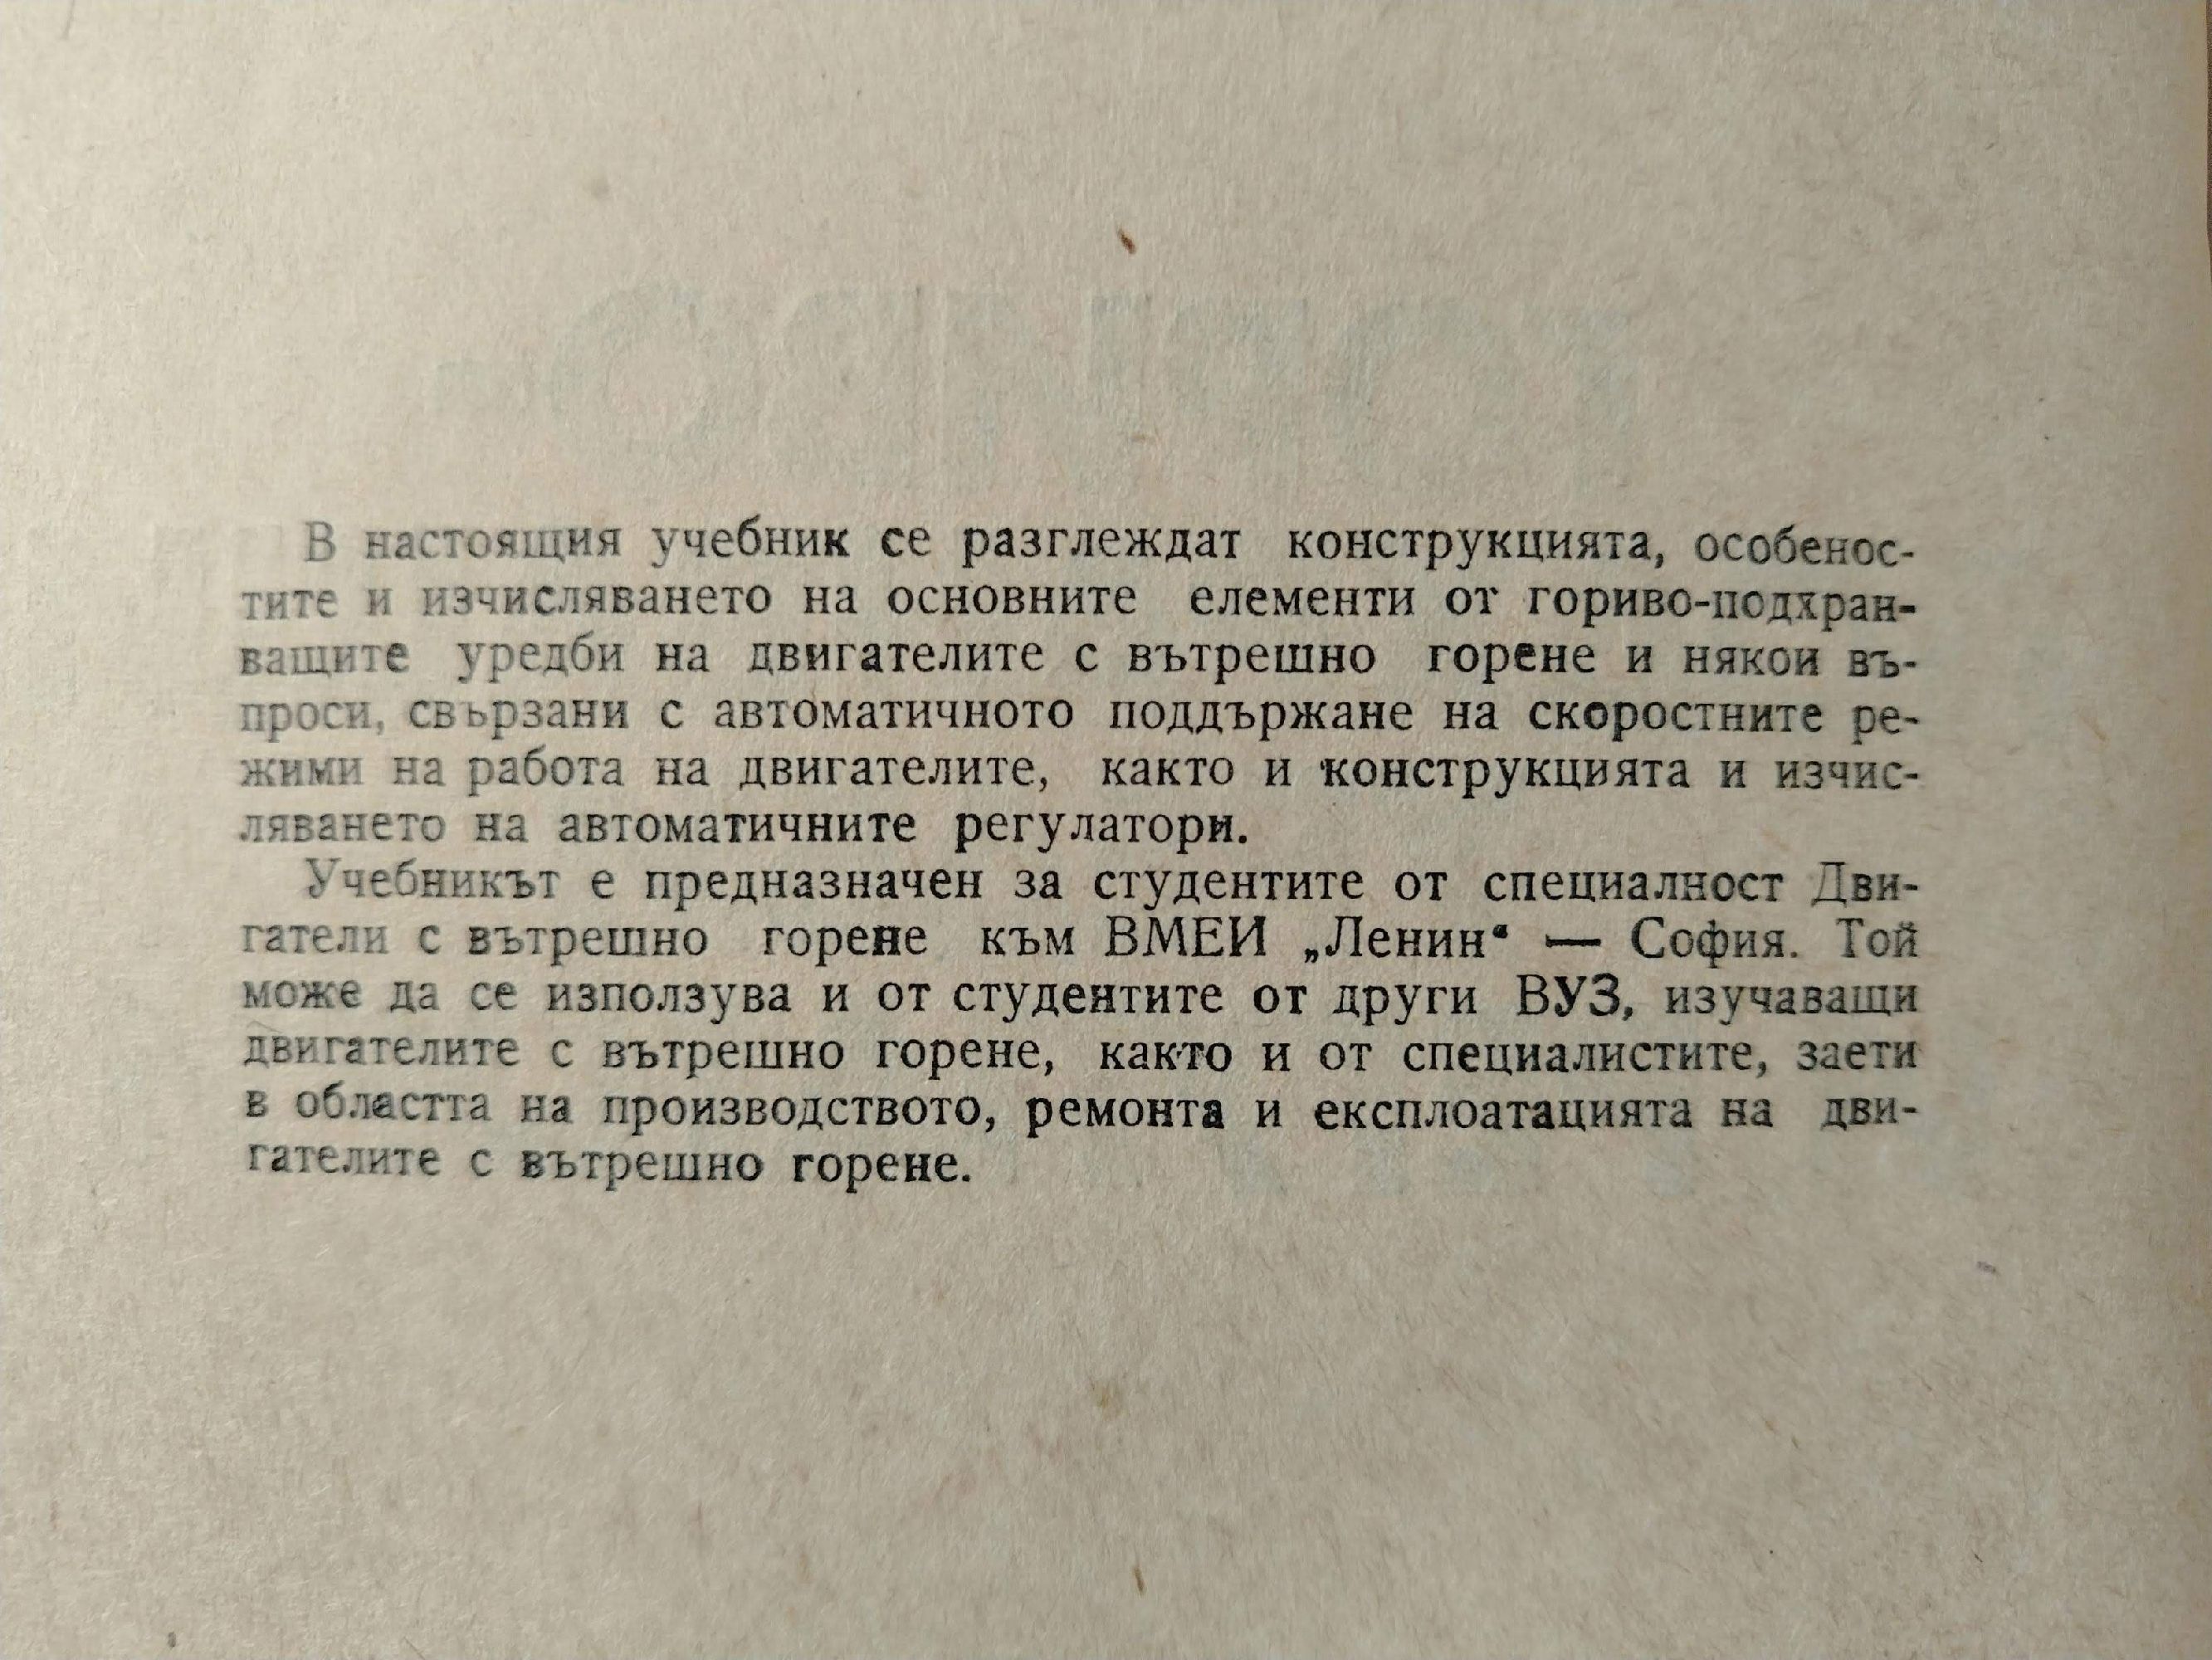 В настоящия учебник се разглеждат конструкцията, особенос-
тите и изчисляването на основните елементи от гориво-подхран-
ващите уредби на двигателите с вътрешно горене и някои въ-
проси, свързани с автоматичното поддържане на скоростните ре-
жими на работа на двигателите, както и конструкцията и изчис-
ляването на автоматичните регулатори.
Учебникът е предназначен за студентите от специалност Дви-
гатели с вътрешно горене към ВМЕИ „Ленин“ — София. Той
може да се използува и от студентите от други ВУЗ, изучаващи
двигателите с вътрешно горене, както и от специалистите, заети
в областта на производството, ремонта и експлоатацията на дви-
гателите с вътрешно горене.